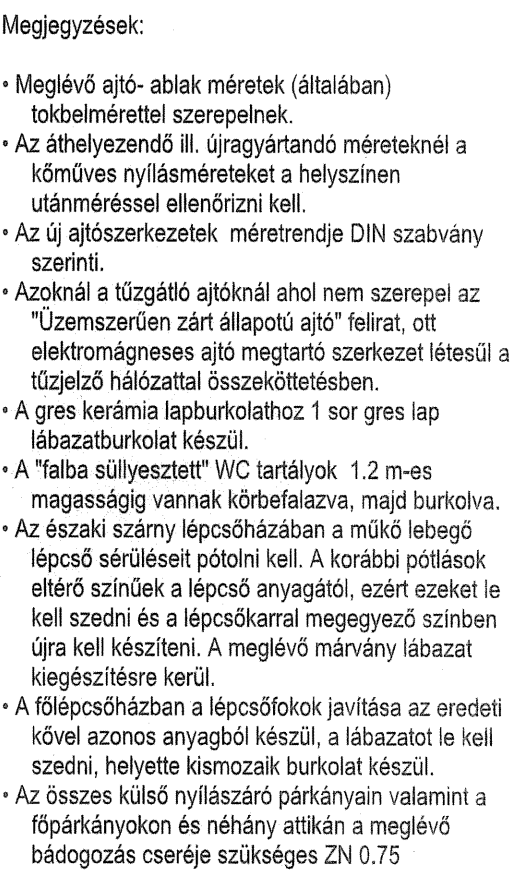 Megjegyzések:
• Meglévő ajtó- ablak méretek (általában)
tokbelmérettel szerepelnek.
• Az áthelyezendő ill. újragyártandó méreteknél a
kőműves nyílásméreteket a helyszínen
utánméréssel ellenőrizni kell.
• Az új ajtószerkezetek méretrendje DIN szabvány
szerinti.
• Azoknál a tűzgátló ajtóknál ahol nem szerepel az
"Üzemszerűen zárt állapotú ajtó" felirat, ott
elektromágneses ajtó megtartó szerkezet létesűl a
tűzjelző hálózattal összeköttetésben.
• A gres kerámia lapburkolathoz 1 sor gres lap
lábazatburkolat készül.
• A "falba süllyesztett" WC tartályok 1.2 m-es
magasságig vannak körbefalazva, majd burkolva.
• Az északi szárny lépcsőházában a műkő lebegő
lépcső sérüléseit pótolni kell. A korábbi pótlások
eltérő színűek a lépcső anyagától, ezért ezeket le
kell szedni és a lépcsőkarral megegyező színben
újra kell készíteni. A meglévő márvány lábazat
kiegészítésre kerül.
• A főlépcsőházban a lépcsőfokok javítása az eredeti
kővel azonos anyagból készül, a lábazatot le kell
szedni, helyette kismozaik burkolat készül.
• Az összes külső nyílászáró párkányain valamint a
főpárkányokon és néhány attikán a meglévő
bádogozás cseréje szükséges ZN 0.75